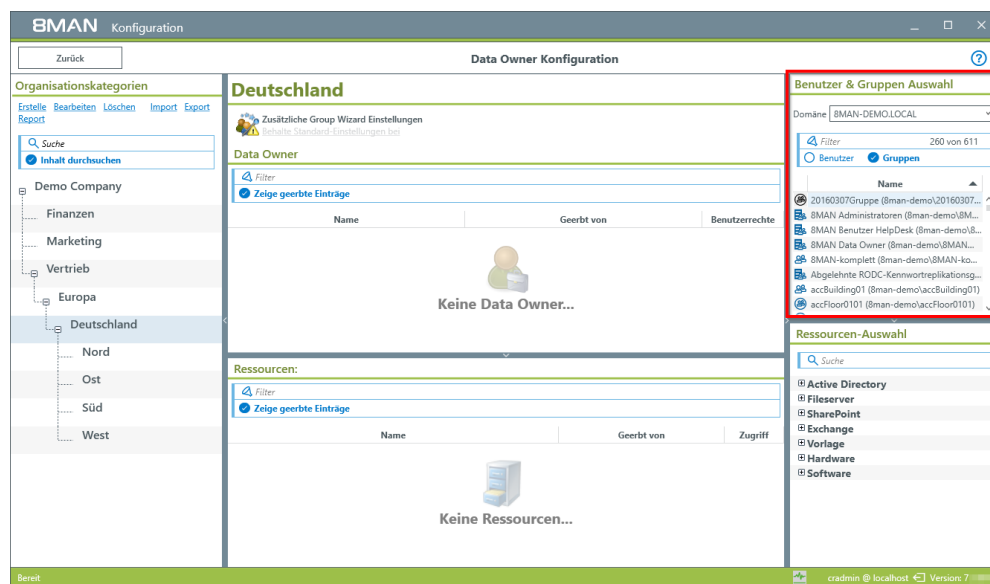 8MAN Konfiguration
Zurück
Data Owner Konfiguration
Organisationskategorien
Erstelle Bearbeiten Löschen Import Export
Report
Suche
Inhalt durchsuchen
Demo Company
Finanzen
Marketing
Vertrieb
Europa
Deutschland
Nord
Ost
Süd
West
Deutschland
Zusätzliche Group Wizard Einstellungen
Behalte Standard-Einstellungen bei
Data Owner
Filter
Zeige geerbte Einträge
Name Geerbt von Benutzerrechte
Keine Data Owner...
Ressourcen:
Filter
Zeige geerbte Einträge
Name Geerbt von Zugriff
Keine Ressourcen...
Benutzer & Gruppen Auswahl
Domäne 8MAN-DEMO.LOCAL
Filter 260 von 611
Benutzer Gruppen
Name
20160307Gruppe (8man-demo\20160307...
8MAN Administratoren (8man-demo\8M...
8MAN Benutzer HelpDesk (8man-demo\8...
8MAN Data Owner (8man-demo\8MAN...
8MAN-komplett (8man-demo\8MAN-ko...
Abgelehnte RODC-Kennwortreplikationsg...
accBuilding01 (8man-demo\accBuilding01)
accFloor0101 (8man-demo\accFloor0101)
Ressourcen-Auswahl
Suche
Active Directory
Fileserver
SharePoint
Exchange
Vorlage
Hardware
Software
Bereit
cradmin @ localhost Version: 7